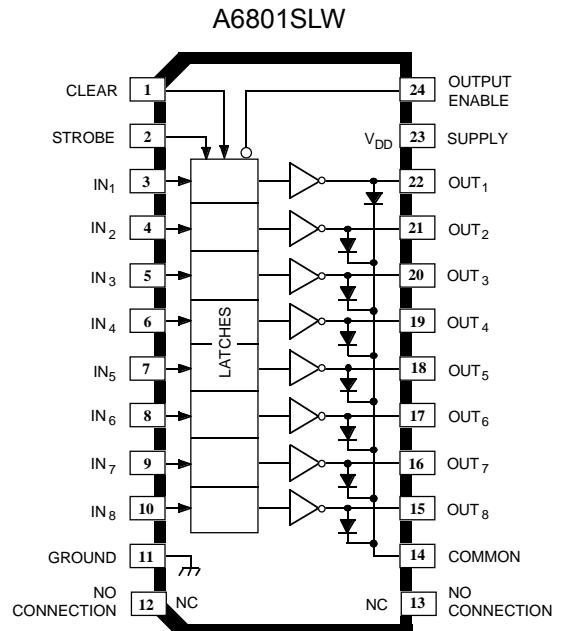 A6801SLW
CLEAR 1
24 OUTPUT ENABLE
STROBE 2
VDD 23 SUPPLY
IN1 3
22 OUT1
IN2 4
21 OUT2
IN3 5
20 OUT3
IN4 6
19 OUT4
LATCHES
IN5 7
18 OUT5
IN6 8
17 OUT6
IN7 9
16 OUT7
IN8 10
15 OUT8
GROUND 11
14 COMMON
NO CONNECTION 12 NC
NC 13 NO CONNECTION